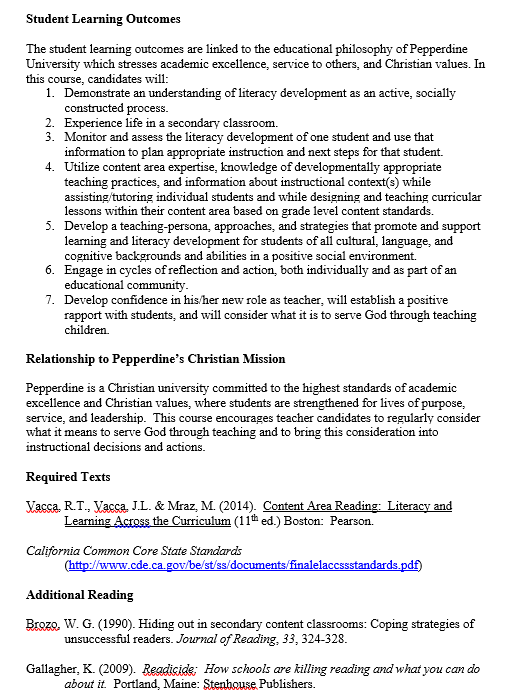 Student Learning Outcomes
The student learning outcomes are linked to the educational philosophy of Pepperdine
University which stresses academic excellence, service to others, and Christian values. In
this course, candidates will:
1. Demonstrate an understanding of literacy development as an active, socially
constructed process.
2. Experience life in a secondary classroom.
3. Monitor and assess the literacy development of one student and use that
information to plan appropriate instruction and next steps for that student.
4. Utilize content area expertise, knowledge of developmentally appropriate
teaching practices, and information about instructional context(s) while
assisting/tutoring individual students and while designing and teaching curricular
lessons within their content area based on grade level content standards.
5. Develop a teaching-persona, approaches, and strategies that promote and support
learning and literacy development for students of all cultural, language, and
cognitive backgrounds and abilities in a positive social environment.
6. Engage in cycles of reflection and action, both individually and as part of an
educational community.
7. Develop confidence in his/her new role as teacher, will establish a positive
rapport with students, and will consider what it is to serve God through teaching
children.
Relationship to Pepperdine's Christian Mission
Pepperdine is a Christian university committed to the highest standards of academic
excellence and Christian values, where students are strengthened for lives of purpose,
service, and leadership. This course encourages teacher candidates to regularly consider
what it means to serve God through teaching and to bring this consideration into
instructional decisions and actions.
Required Texts
Vacca, R.T., Vacca, J.L. & Mraz, M. (2014). Content Area Reading: Literacy and
Learning Across the Curriculum (11th ed.) Boston: Pearson.
California Common Core State Standards
(http://www.cde.ca.gov/be/st/ss/documents/finalelaccssstandards.pdf)
Additional Reading
Brozo, W. G. (1990). Hiding out in secondary content classrooms: Coping strategies of
unsuccessful readers. Journal of Reading, 33, 324-328.
Gallagher, K. (2009). Readicide: How schools are killing reading and what you can do
about it. Portland, Maine: Stenhouse Publishers.